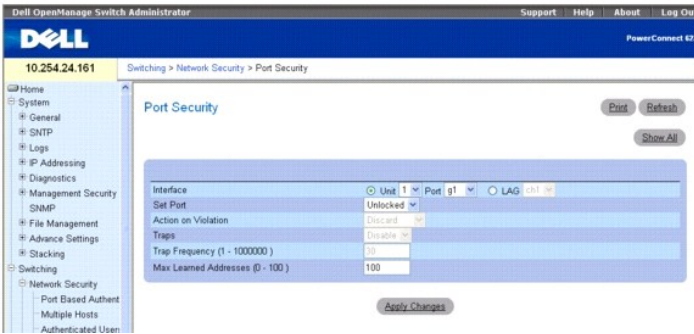 Dell OpenManage Switch Administrator Support Help About Log Ou
DELL
PowerConnect 62
10.254.24.161
Switching > Network Security > Port Security
Home
System
General
SNTP
Logs
IP Addressing
Diagnostics
Management Security
SNMP
File Management
Advance Settings
Stacking
Switching
Network Security
Port Based Authent
Multiple Hosts
Authenticated User
Port Security
Print Refresh
Show All
Interface Unit 1 Port g1 LAG ch1
Set Port Unlocked
Action on Violation Discard
Traps Disable
Trap Frequency (1 - 1000000 ) 30
Max Learned Addresses (0 - 100 ) 100
Apply Changes